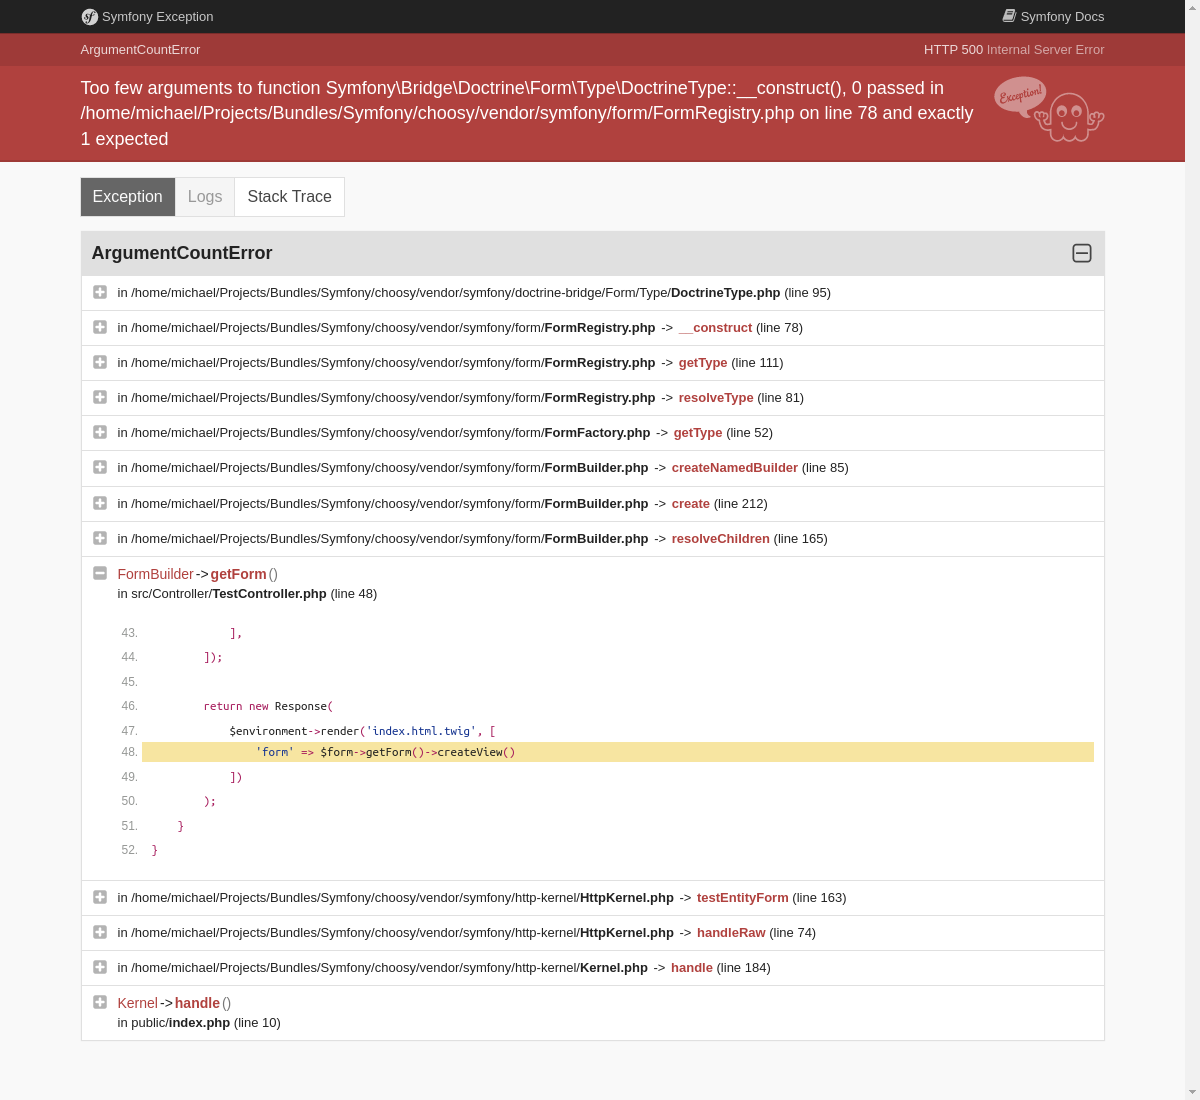 Symfony Exception
Symfony Docs
ArgumentCountError
HTTP 500 Internal Server Error
Too few arguments to function Symfony\Bridge\Doctrine\Form\Type\DoctrineType::__construct(), 0 passed in
/home/michael/Projects/Bundles/Symfony/choosy/vendor/symfony/form/FormRegistry.php on line 78 and exactly
1 expected
Exception!
Exception
Logs
Stack Trace
ArgumentCountError
in /home/michael/Projects/Bundles/Symfony/choosy/vendor/symfony/doctrine-bridge/Form/Type/DoctrineType.php (line 95)
in /home/michael/Projects/Bundles/Symfony/choosy/vendor/symfony/form/FormRegistry.php -> __construct (line 78)
in /home/michael/Projects/Bundles/Symfony/choosy/vendor/symfony/form/FormRegistry.php -> getType (line 111)
in /home/michael/Projects/Bundles/Symfony/choosy/vendor/symfony/form/FormRegistry.php -> resolveType (line 81)
in /home/michael/Projects/Bundles/Symfony/choosy/vendor/symfony/form/FormFactory.php -> getType (line 52)
in /home/michael/Projects/Bundles/Symfony/choosy/vendor/symfony/form/FormBuilder.php -> createNamedBuilder (line 85)
in /home/michael/Projects/Bundles/Symfony/choosy/vendor/symfony/form/FormBuilder.php -> create (line 212)
in /home/michael/Projects/Bundles/Symfony/choosy/vendor/symfony/form/FormBuilder.php -> resolveChildren (line 165)
FormBuilder->getForm()
in src/Controller/TestController.php (line 48)
43. ],
44. ]);
45.
46. return new Response(
47. $environment->render('index.html.twig', [
48. 'form' => $form->getForm()->createView()
49. ])
50. );
51. }
52. }
in /home/michael/Projects/Bundles/Symfony/choosy/vendor/symfony/http-kernel/HttpKernel.php -> testEntityForm (line 163)
in /home/michael/Projects/Bundles/Symfony/choosy/vendor/symfony/http-kernel/HttpKernel.php -> handleRaw (line 74)
in /home/michael/Projects/Bundles/Symfony/choosy/vendor/symfony/http-kernel/Kernel.php -> handle (line 184)
Kernel->handle()
in public/index.php (line 10)